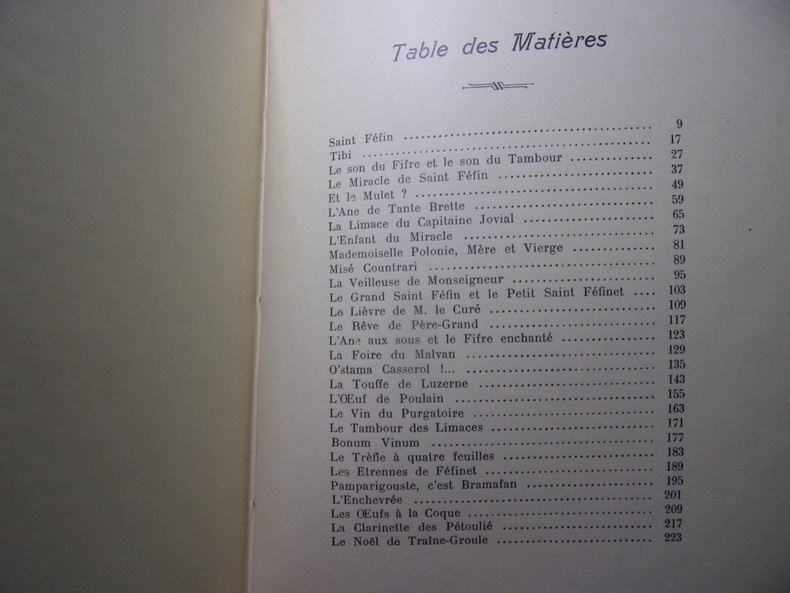 Table des Matières
Saint Féfin 9
Tibi 17
Le son du Fifre et le son du Tambour 27
Le Miracle de Saint Féfin 37
Et le Mulet ? 49
L'Ane de Tante Brette 59
La Limace du Capitaine Jovial 65
L'Enfant du Miracle 73
Mademoiselle Polonie, Mère et Vierge 81
Misé Countrari 89
La Veilleuse de Monseigneur 95
Le Grand Saint Féfin et le Petit Saint Féfinet 103
Le Lièvre de M. le Curé 109
Le Rêve de Père-Grand 117
L'Ane aux sous et le Fifre enchanté 123
La Foire du Malvan 129
O'stama Casserol !... 135
La Touffe de Luzerne 143
L'Œuf de Poulain 155
Le Vin du Purgatoire 163
Le Tambour des Limaces 171
Bonum Vinum 177
Le Trèfle à quatre feuilles 183
Les Etrennes de Féfinet 189
Pamparigouste, c'est Bramafan 195
L'Enchevrée 201
Les Œufs à la Coque 209
La Clarinette des Pétoulié 217
Le Noël de Traîne-Groule 223